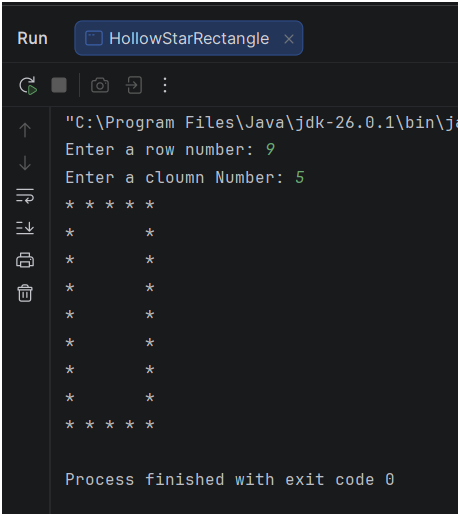 Run HollowStarRectangle
"C:\Program Files\Java\jdk-26.0.1\bin\ja
Enter a row number: 9
Enter a cloumn Number: 5
* * * * *
*       *
*       *
*       *
*       *
*       *
*       *
*       *
* * * * *
Process finished with exit code 0